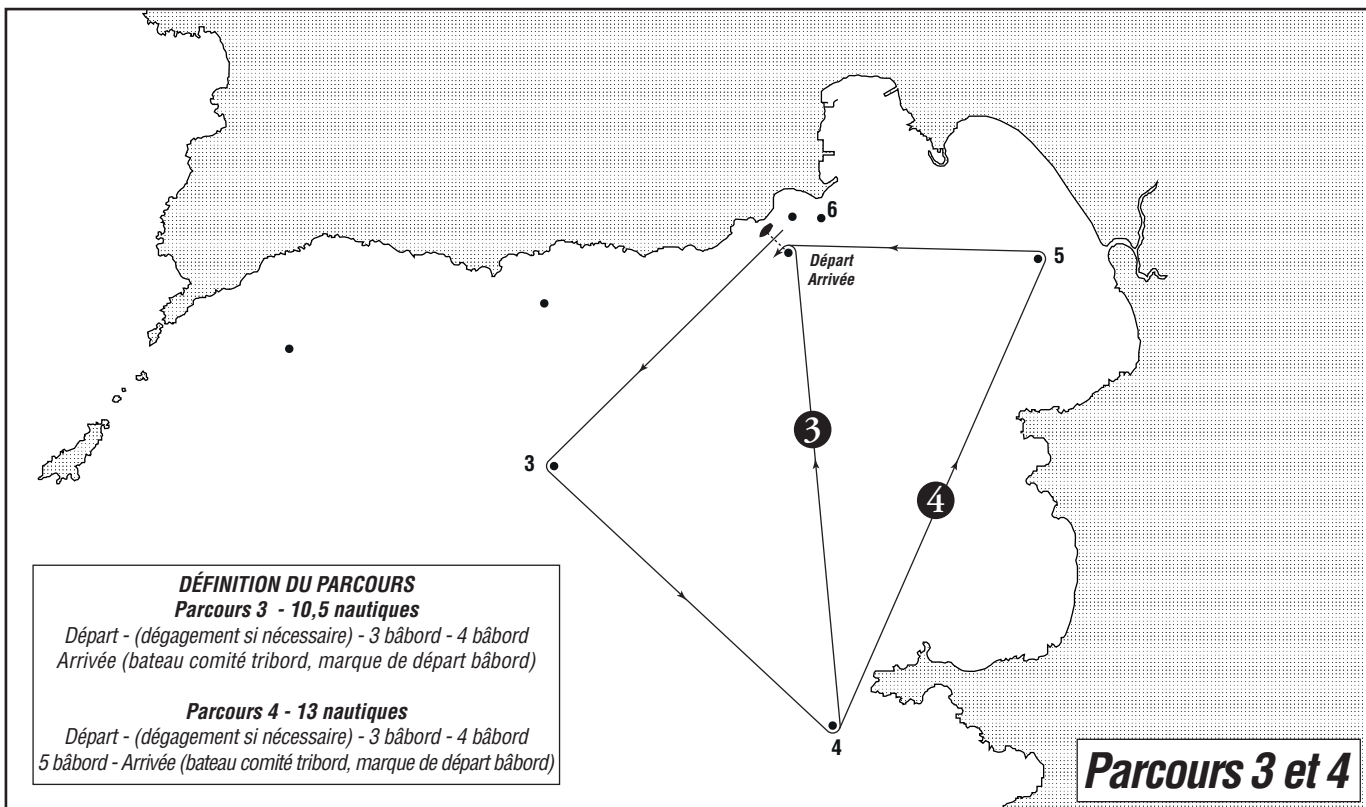 6
Départ
Arrivée
5
3
3
4
4
DÉFINITION DU PARCOURS
Parcours 3 - 10,5 nautiques
Départ - (dégagement si nécessaire) - 3 bâbord - 4 bâbord
Arrivée (bateau comité tribord, marque de départ bâbord)
Parcours 4 - 13 nautiques
Départ - (dégagement si nécessaire) - 3 bâbord - 4 bâbord
5 bâbord - Arrivée (bateau comité tribord, marque de départ bâbord)
Parcours 3 et 4